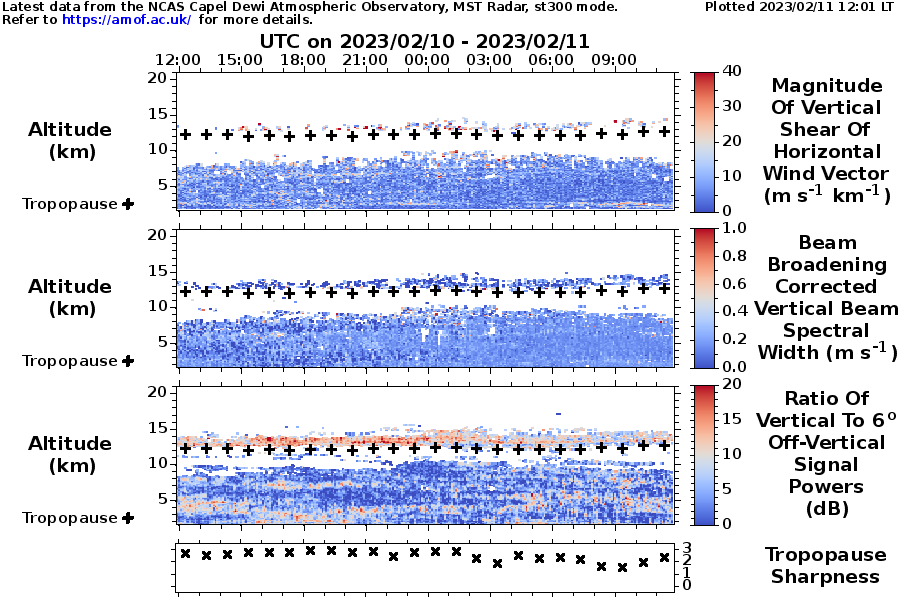 Latest data from the NCAS Capel Dewi Atmospheric Observatory, MST Radar, st300 mode.
Plotted 2023/02/11 12:01 LT
Refer to https://amof.ac.uk/ for more details.
UTC on 2023/02/10 - 2023/02/11
12:00 15:00 18:00 21:00 00:00 03:00 06:00 09:00
Altitude
(km)
Tropopause +
20
15
10
5
40
30
20
10
0
Magnitude
Of Vertical
Shear Of
Horizontal
Wind Vector
(m s-1 km-1)
Altitude
(km)
Tropopause +
20
15
10
5
1.0
0.8
0.6
0.4
0.2
0.0
Beam
Broadening
Corrected
Vertical Beam
Spectral
Width (m s-1)
Altitude
(km)
Tropopause +
20
15
10
5
20
15
10
5
0
Ratio Of
Vertical To 6o
Off-Vertical
Signal
Powers
(dB)
3
2
1
0
Tropopause
Sharpness